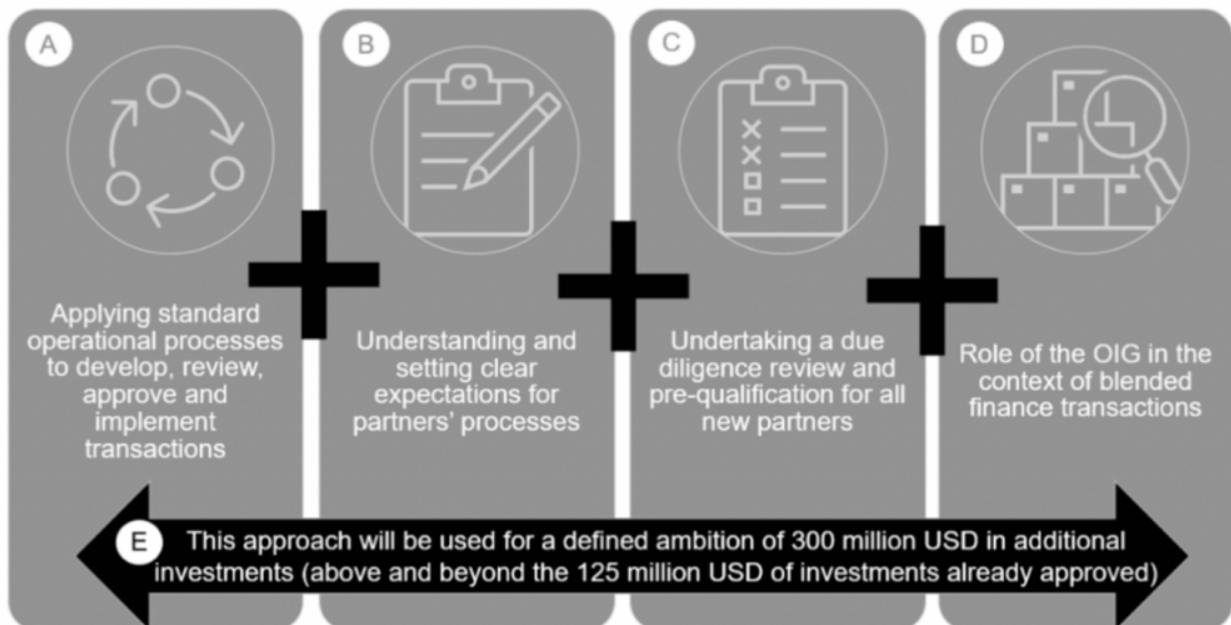 A
Applying standard
operational processes
to develop, review,
approve and
implement
transactions
B
Understanding and
setting clear
expectations for
partners' processes
C
Undertaking a due
diligence review and
pre-qualification for all
new partners
D
Role of the OIG in the
context of blended
finance transactions
E
This approach will be used for a defined ambition of 300 million USD in additional
investments (above and beyond the 125 million USD of investments already approved)